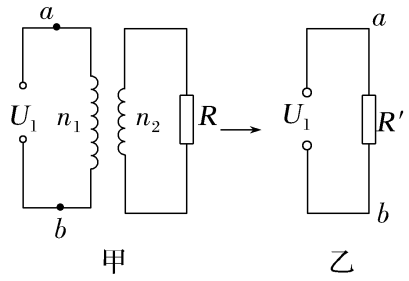 a a
U₁ n₁ n₂ R U₁ R′
b b
甲 乙